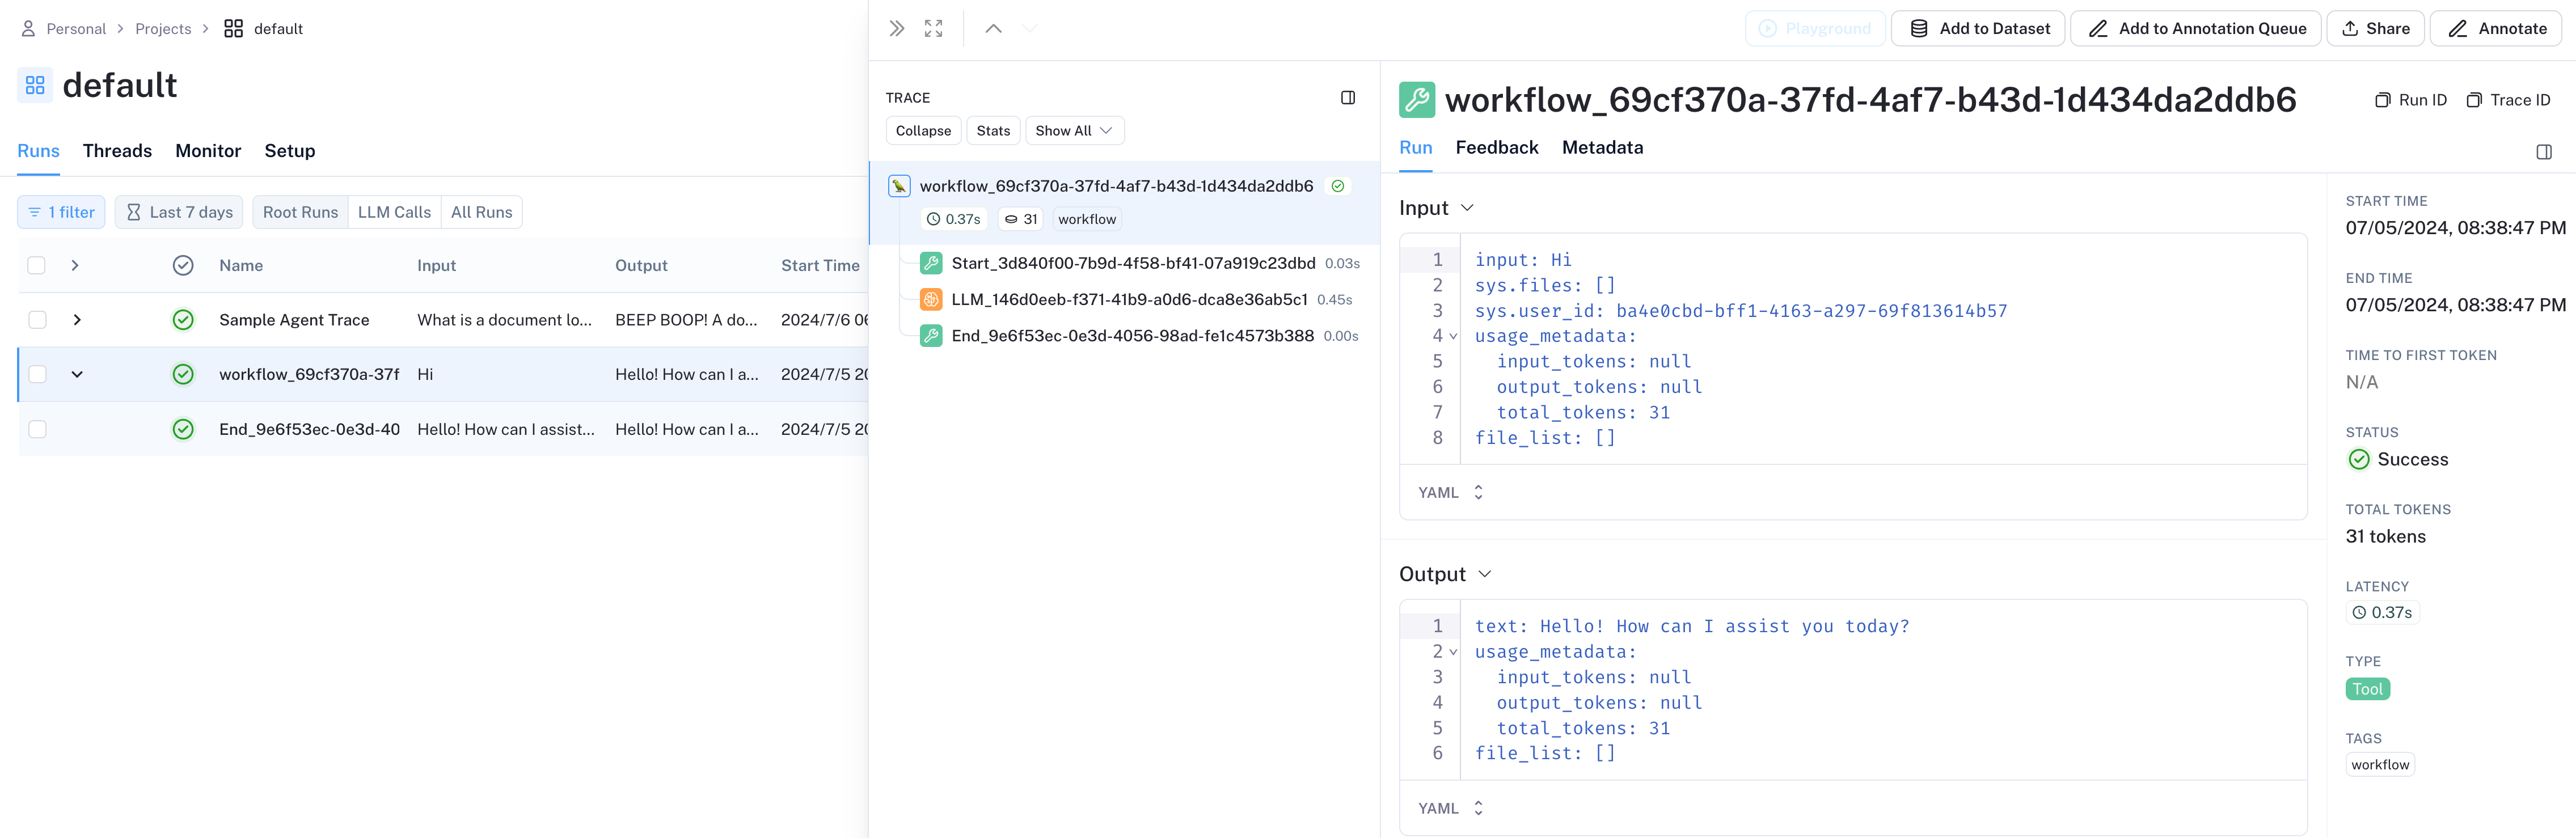 Personal > Projects > default
default
Runs Threads Monitor Setup
1 filter Last 7 days Root Runs LLM Calls All Runs
Name Input Output Start Time
Sample Agent Trace What is a document lo... BEEP BOOP! A do... 2024/7/6 06
workflow_69cf370a-37f Hi Hello! How can I a... 2024/7/5 20
End_9e6f53ec-0e3d-40 Hello! How can I assist... Hello! How can I a... 2024/7/5 20
Playground Add to Dataset Add to Annotation Queue Share Annotate
TRACE
Collapse Stats Show All
workflow_69cf370a-37fd-4af7-b43d-1d434da2ddb6
0.37s 31 workflow
Start_3d840f00-7b9d-4f58-bf41-07a919c23dbd 0.03s
LLM_146d0eeb-f371-41b9-a0d6-dca8e36ab5c1 0.45s
End_9e6f53ec-0e3d-4056-98ad-fe1c4573b388 0.00s
workflow_69cf370a-37fd-4af7-b43d-1d434da2ddb6 Run ID Trace ID
Run Feedback Metadata
Input
1 input: Hi
2 sys.files: []
3 sys.user_id: ba4e0cbd-bff1-4163-a297-69f813614b57
4 usage_metadata:
5 input_tokens: null
6 output_tokens: null
7 total_tokens: 31
8 file_list: []
YAML
Output
1 text: Hello! How can I assist you today?
2 usage_metadata:
3 input_tokens: null
4 output_tokens: null
5 total_tokens: 31
6 file_list: []
YAML
START TIME
07/05/2024, 08:38:47 PM
END TIME
07/05/2024, 08:38:47 PM
TIME TO FIRST TOKEN
N/A
STATUS
Success
TOTAL TOKENS
31 tokens
LATENCY
0.37s
TYPE
Tool
TAGS
workflow